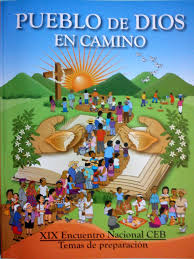 PUEBLO DE DIOS
EN CAMINO
XIX Encuentro Nacional CEB
Temas de preparación